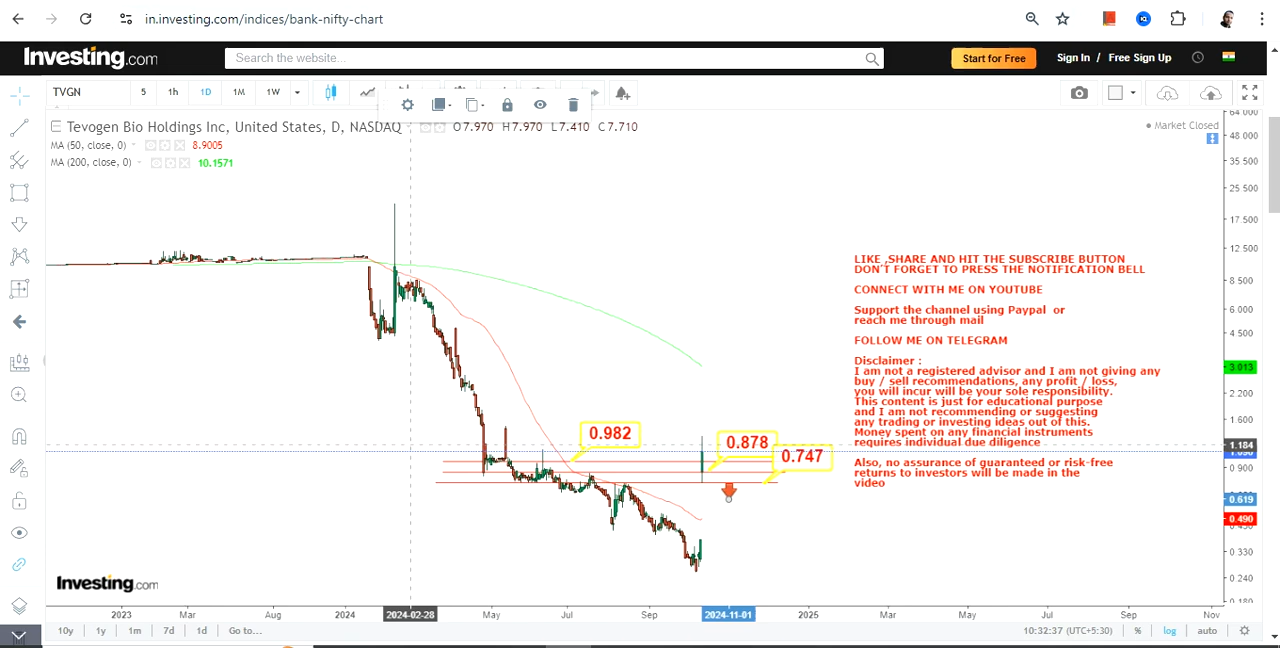 in.investing.com/indices/bank-nifty-chart
Investing.com
Search the website...
Start for Free
Sign In / Free Sign Up
TVGN
5
1h
1D
1M
1W
Tevogen Bio Holdings Inc, United States, D, NASDAQ
O 7.970 H 7.970 L 7.410 C 7.710
Market Closed
MA (50, close, 0)
8.9005
MA (200, close, 0)
10.1571
48 000
35.500
25.500
17.500
12.500
8.500
6.000
4.500
3.013
2.200
1.600
1.184
0.900
0.619
0.490
0.330
0 240
LIKE ,SHARE AND HIT THE SUBSCRIBE BUTTON
DON'T FORGET TO PRESS THE NOTIFICATION BELL
CONNECT WITH ME ON YOUTUBE
Support the channel using Paypal or
reach me through mail
FOLLOW ME ON TELEGRAM
Disclaimer :
I am not a registered advisor and I am not giving any
buy / sell recommendations, any profit / loss,
you will incur will be your sole responsibility.
This content is just for educational purpose
and I am not recommending or suggesting
any trading or investing ideas out of this.
Money spent on any financial instruments
requires individual due diligence
Also, no assurance of guaranteed or risk-free
returns to investors will be made in the
video
0.982
0.878
0.747
Investing.com
2023
Mar
Aug
2024
2024-02-28
May
Jul
Sep
2024-11-01
2025
Mar
May
Jul
Sep
Nov
10y
1y
1m
7d
1d
Go to...
10:32:37 (UTC+5:30)
%
log
auto